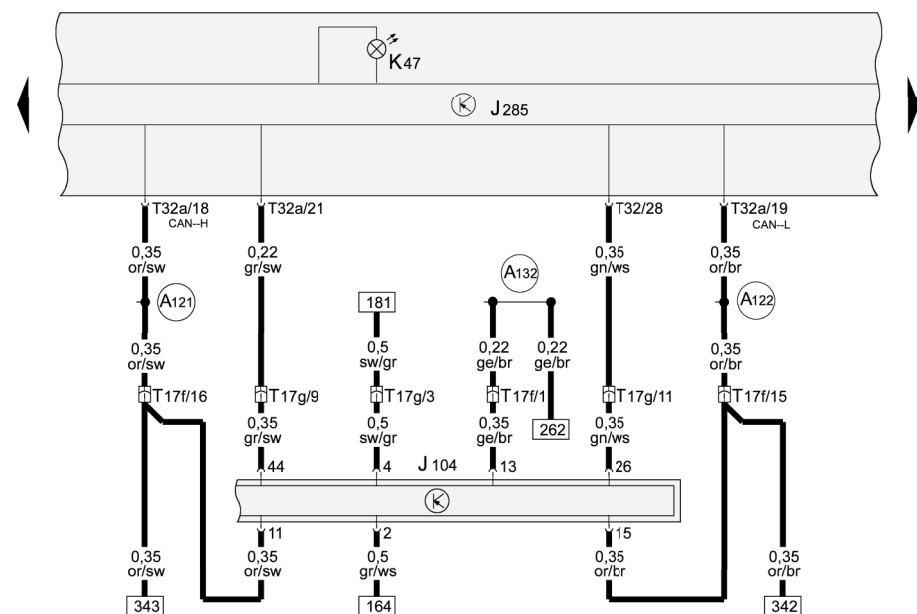 K47
J285
T32a/18
CAN--H
T32a/21
T32/28
T32a/19
CAN--L
0,35
or/sw
0,22
gr/sw
0,35
gn/ws
0,35
or/br
A121
181
A132
A122
0,35
or/sw
0,5
sw/gr
0,22
ge/br
0,22
ge/br
0,35
or/br
T17f/16
T17g/9
T17g/3
T17f/1
T17g/11
T17f/15
262
0,35
gr/sw
0,5
sw/gr
0,35
ge/br
0,35
gn/ws
44
4
J104
13
26
11
2
15
0,35
or/sw
0,35
or/sw
0,5
gr/ws
0,35
or/br
0,35
or/br
343
164
342